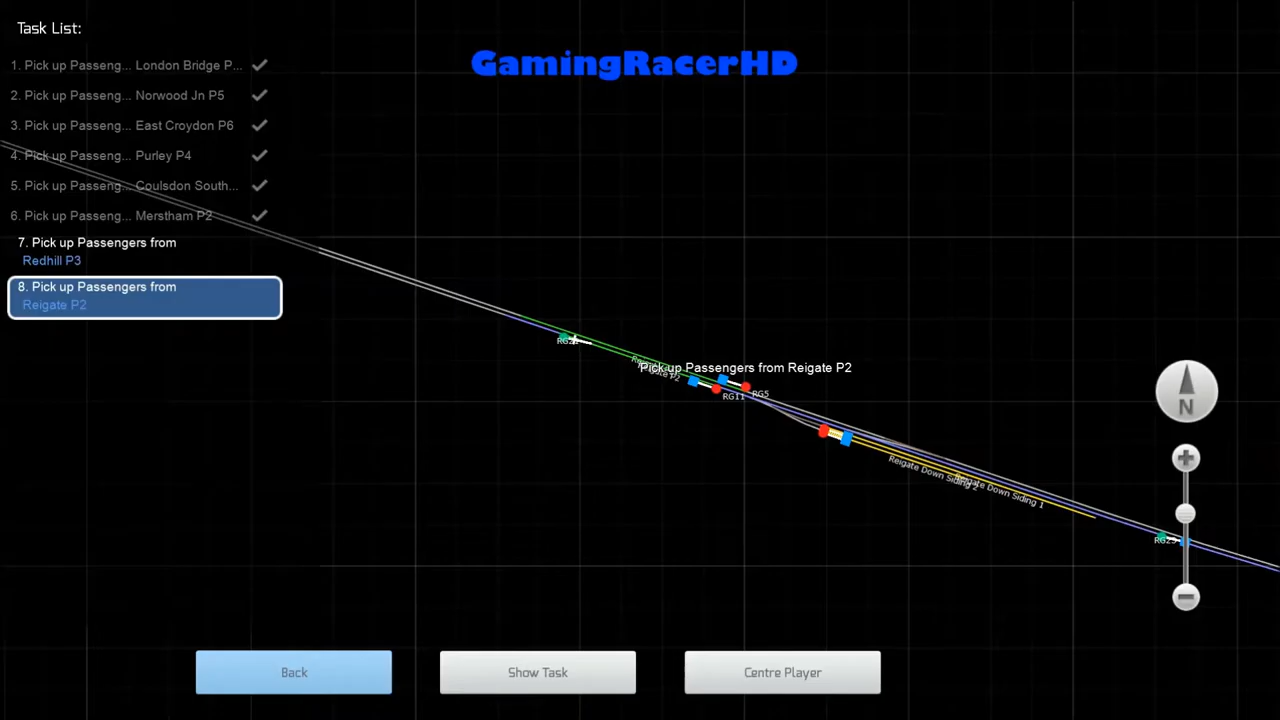 Task List:
GamingRacerHD
1. Pick up Passeng... London Bridge P...
2. Pick up Passeng... Norwood Jn P5
3. Pick up Passeng... East Croydon P6
4. Pick up Passeng... Purley P4
5. Pick up Passeng... Coulsdon South...
6. Pick up Passeng... Merstham P2
7. Pick up Passengers from
Redhill P3
8. Pick up Passengers from
Reigate P2
Pick up Passengers from Reigate P2
Reigate P2
RG11
RG5
Reigate Down Siding 2
Reigate Down Siding 1
RG23
N
Back
Show Task
Centre Player